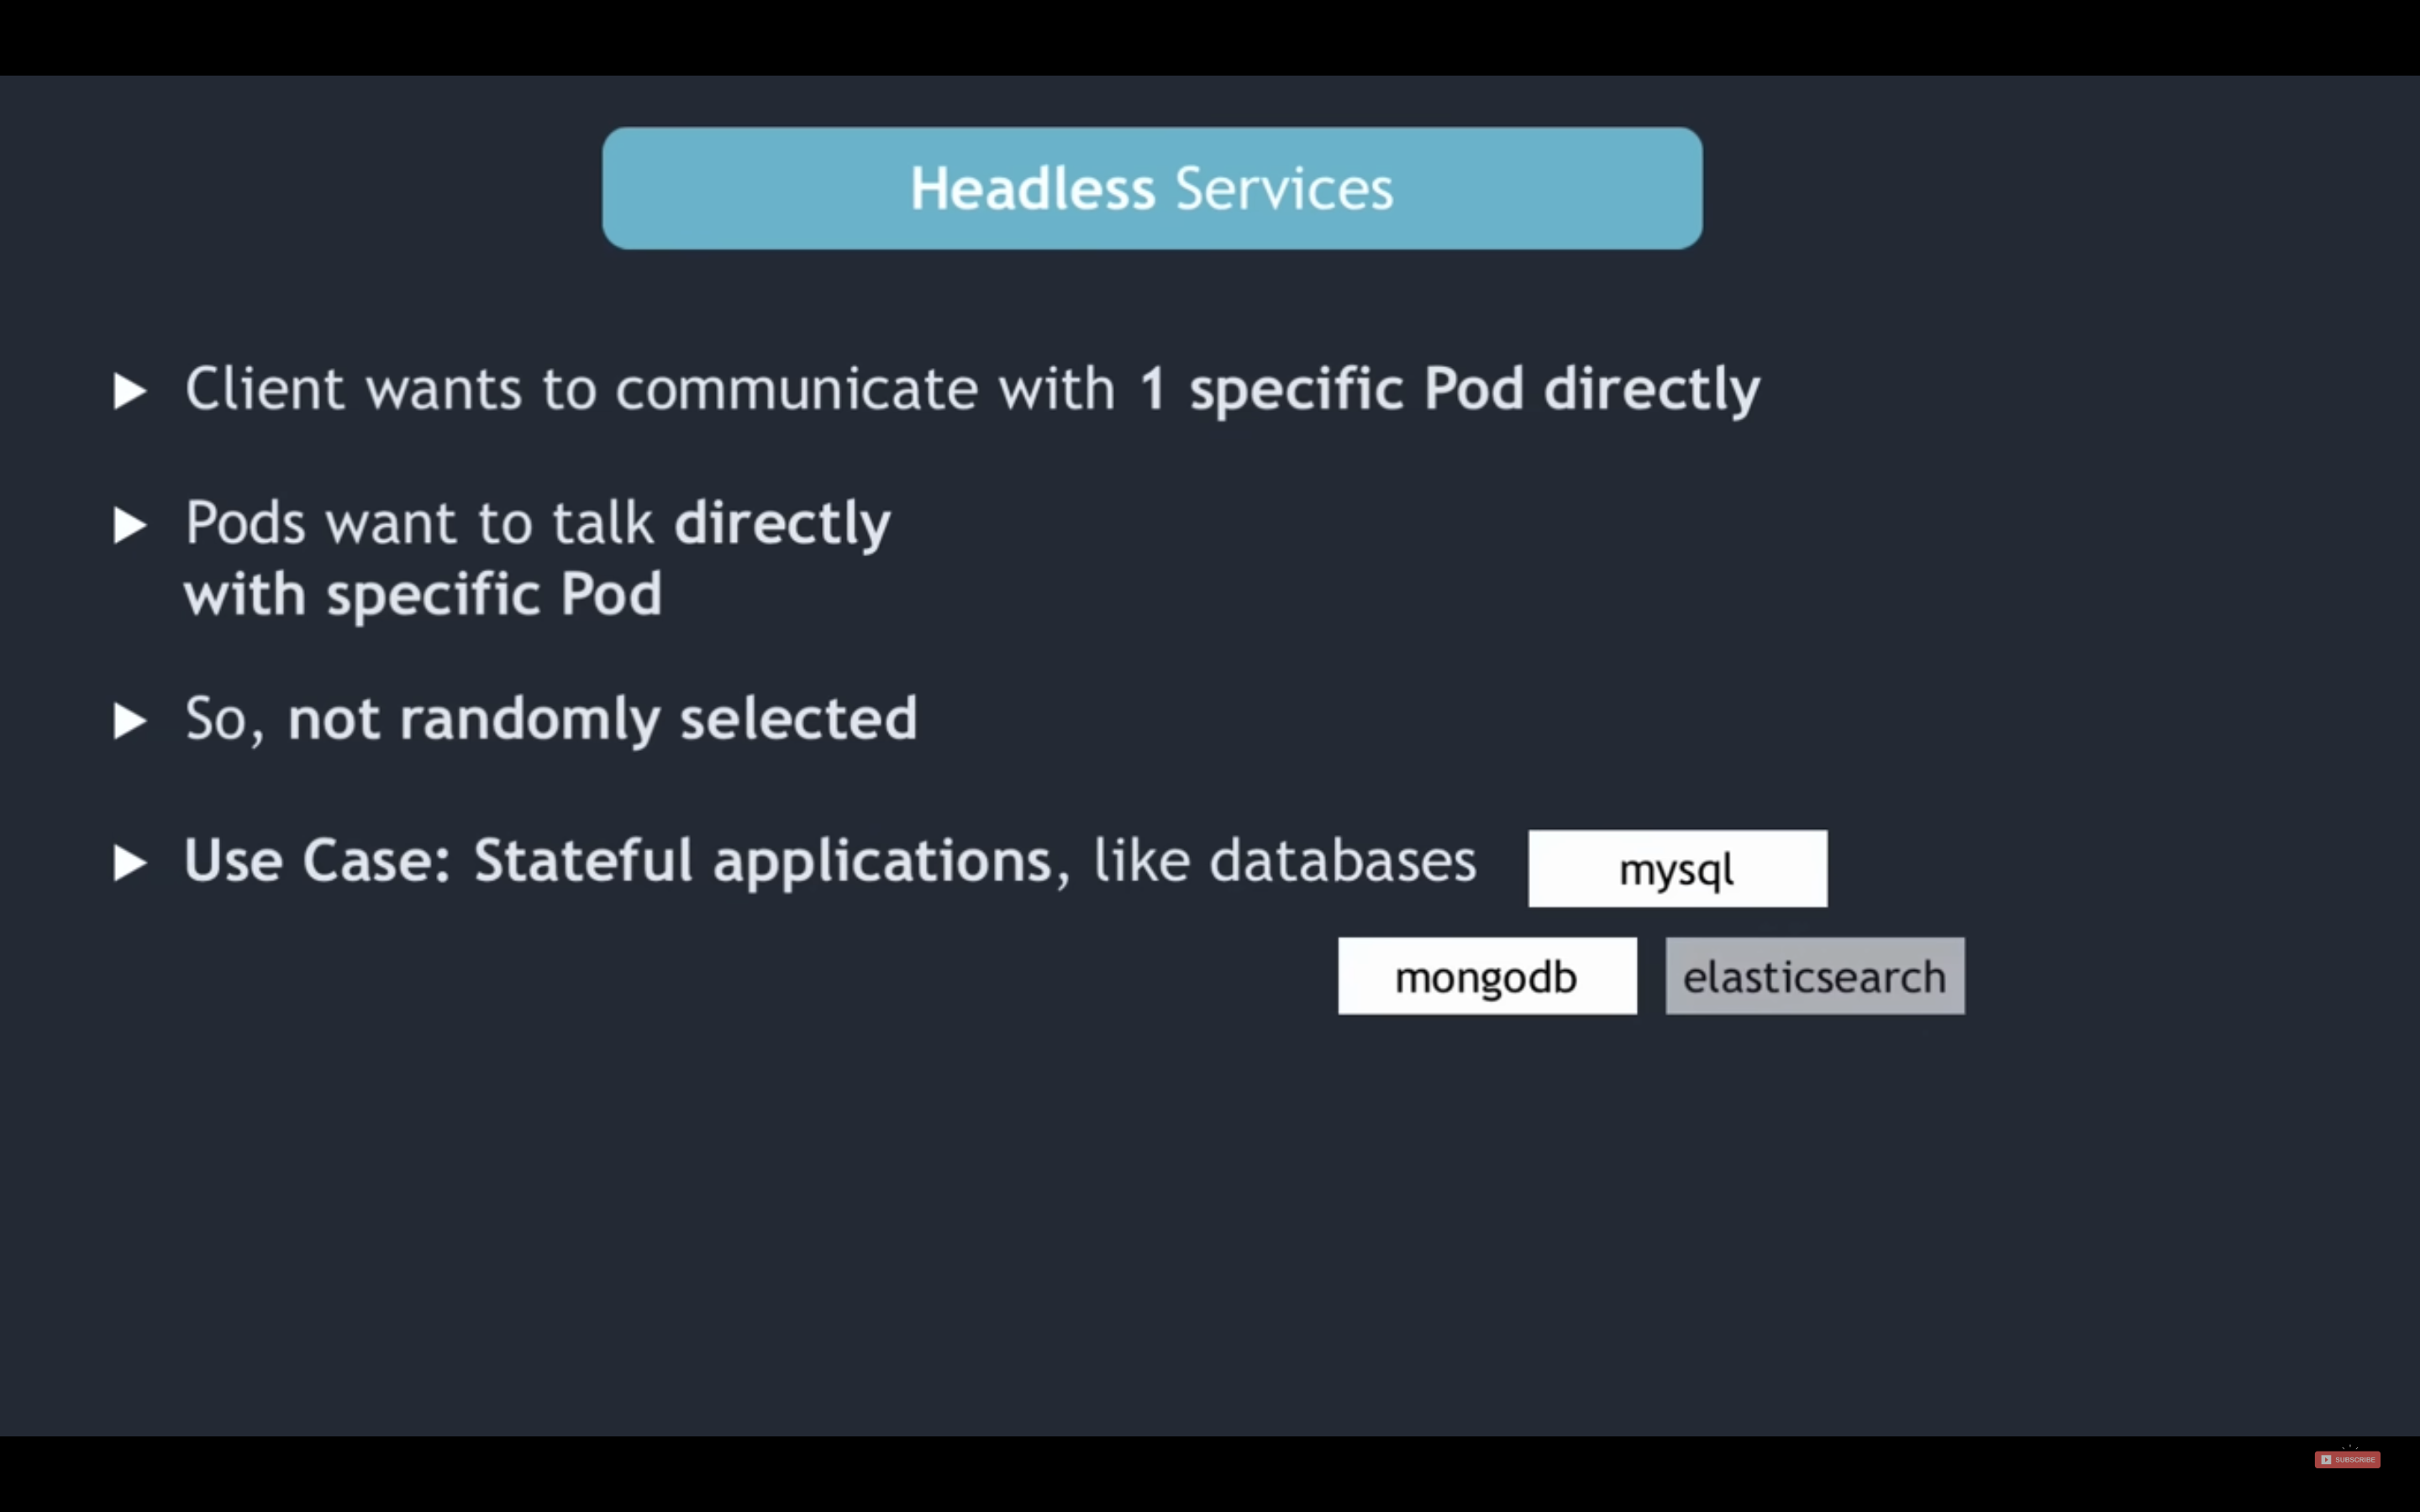 Headless Services
Client wants to communicate with 1 specific Pod directly
Pods want to talk directly
with specific Pod
So, not randomly selected
Use Case: Stateful applications, like databases
mysql
mongodb
elasticsearch
SUBSCRIBE